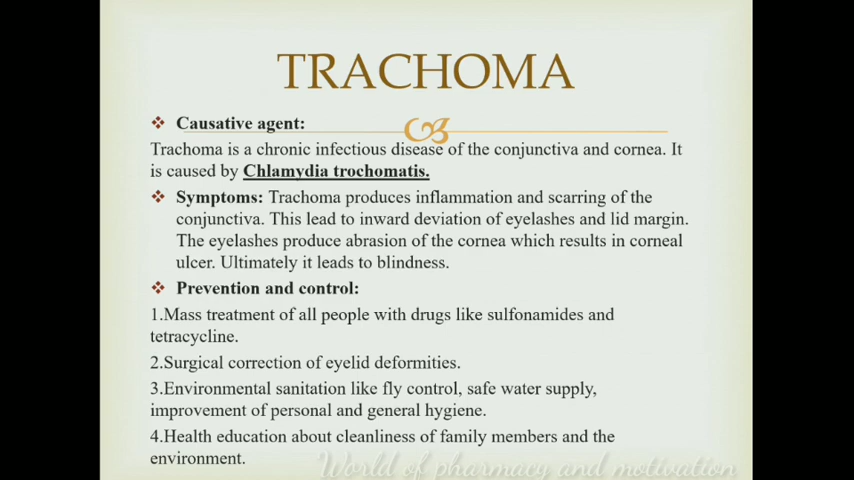 TRACHOMA
Causative agent:
Trachoma is a chronic infectious disease of the conjunctiva and cornea. It
is caused by Chlamydia trochomatis.
Symptoms: Trachoma produces inflammation and scarring of the
conjunctiva. This lead to inward deviation of eyelashes and lid margin.
The eyelashes produce abrasion of the cornea which results in corneal
ulcer. Ultimately it leads to blindness.
Prevention and control:
1.Mass treatment of all people with drugs like sulfonamides and
tetracycline.
2.Surgical correction of eyelid deformities.
3.Environmental sanitation like fly control, safe water supply,
improvement of personal and general hygiene.
4.Health education about cleanliness of family members and the
environment.
World of pharmacy and motivation